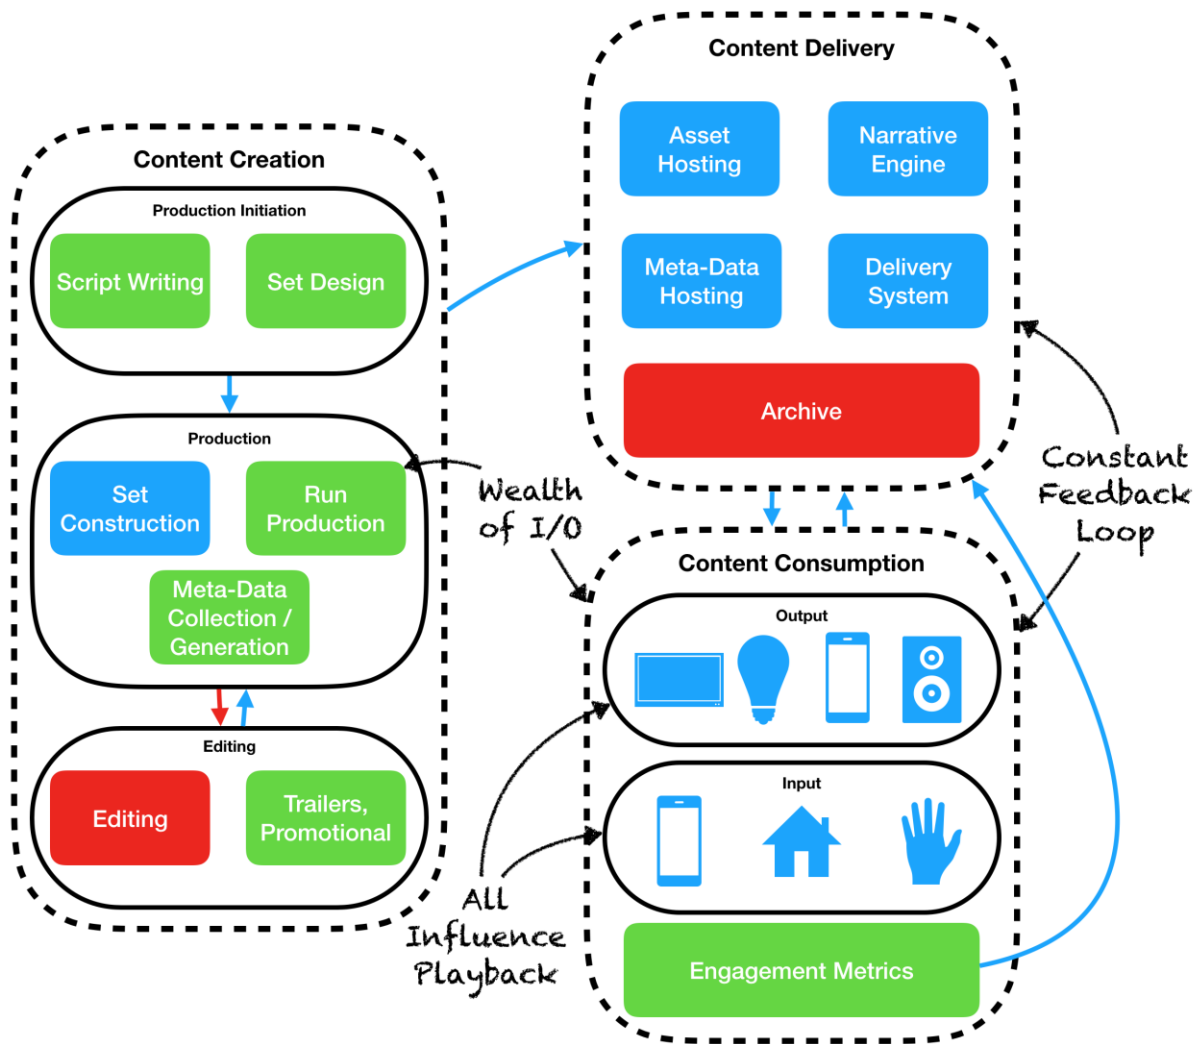 Content Creation
Production Initiation
Script Writing
Set Design
Production
Set
Construction
Run
Production
Meta-Data
Collection /
Generation
Editing
Editing
Trailers,
Promotional
Wealth
of I/O
All
Influence
Playback
Content Delivery
Asset
Hosting
Narrative
Engine
Meta-Data
Hosting
Delivery
System
Archive
Constant
Feedback
Loop
Content Consumption
Output
Input
Engagement Metrics